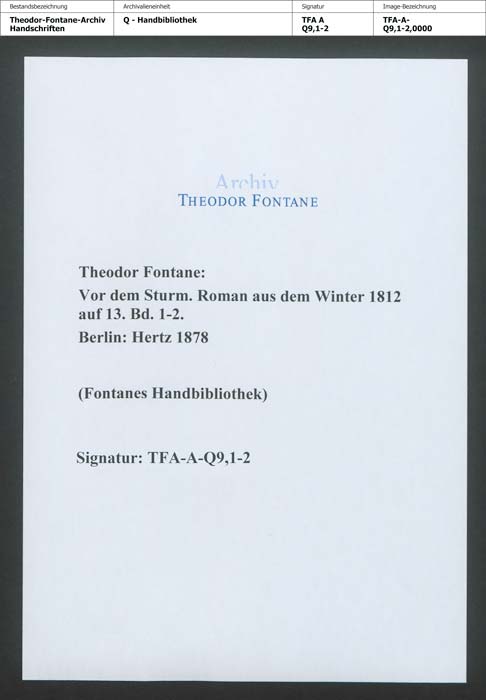 Bestandsbezeichnung Archivalieneinheit Signatur Image-Bezeichnung
Theodor-Fontane-Archiv Q - Handbibliothek TFA A TFA-A-
Handschriften Q9,1-2 Q9,1-2,0000
Archiv
THEODOR FONTANE
Theodor Fontane:
Vor dem Sturm. Roman aus dem Winter 1812
auf 13. Bd. 1-2.
Berlin: Hertz 1878
(Fontanes Handbibliothek)
Signatur: TFA-A-Q9,1-2